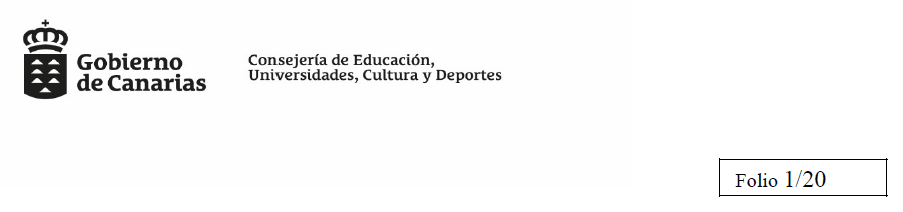 Gobierno
de Canarias
Consejería de Educación,
Universidades, Cultura y Deportes
Folio 1/20